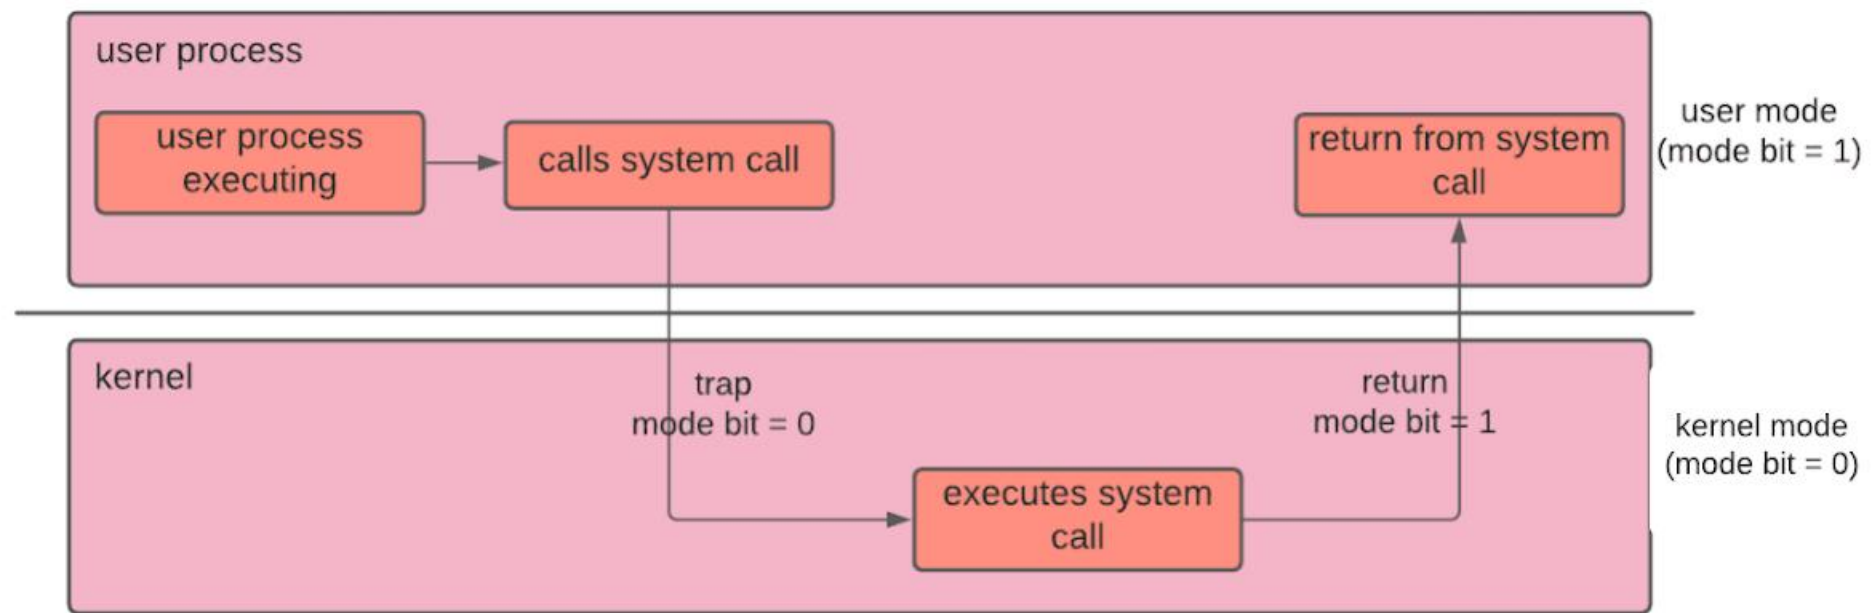 user process
user process
executing
calls system call
return from system
call
user mode
(mode bit = 1)
kernel
trap
mode bit = 0
return
mode bit = 1
executes system
call
kernel mode
(mode bit = 0)